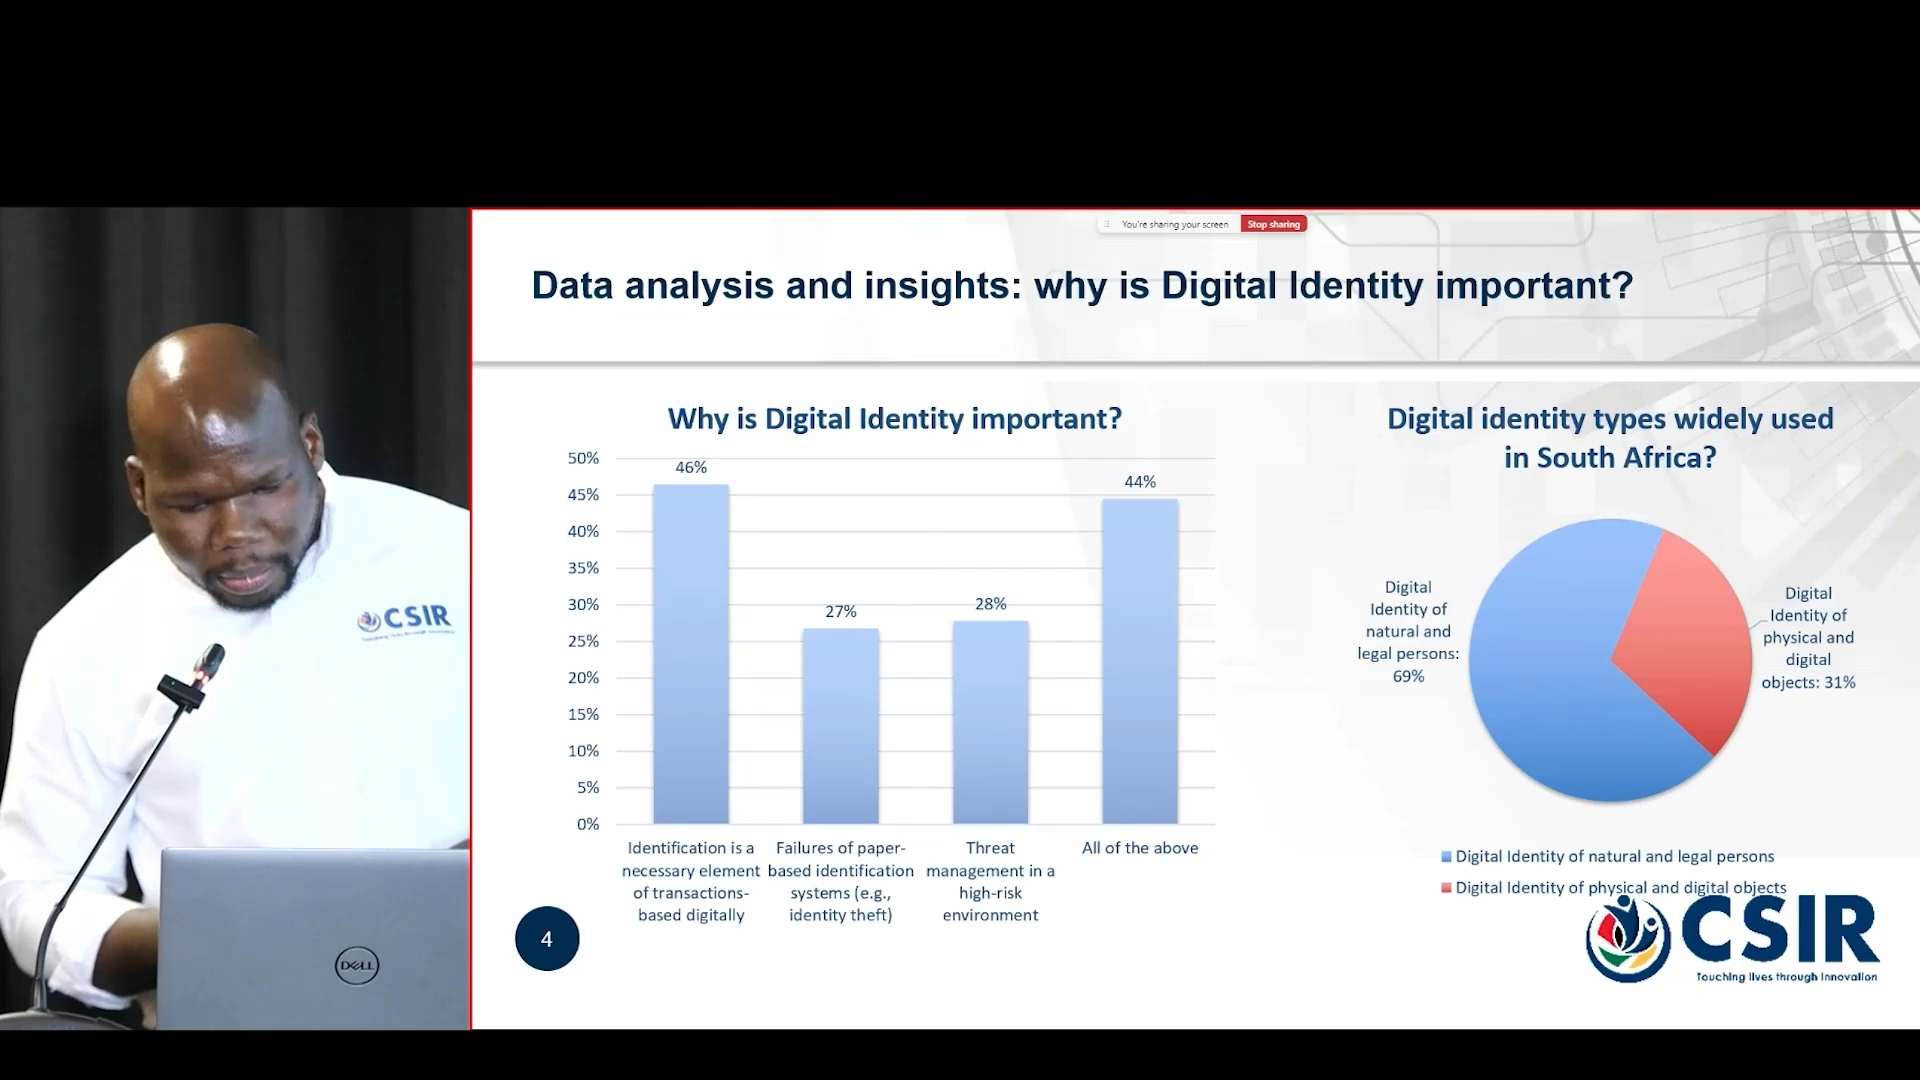 You're sharing your screen
Stop sharing
Data analysis and insights: why is Digital Identity important?
Why is Digital Identity important?
50%
45%
40%
35%
30%
25%
20%
15%
10%
5%
0%
46%
27%
28%
44%
Identification is a
necessary element
of transactions-
based digitally
Failures of paper-
based identification
systems (e.g.,
identity theft)
Threat
management in a
high-risk
environment
All of the above
Digital identity types widely used
in South Africa?
Digital
Identity of
natural and
legal persons:
69%
Digital
Identity of
physical and
digital
objects: 31%
Digital Identity of natural and legal persons
Digital Identity of physical and digital objects
4
CSIR
Touching lives through innovation
CSIR
Touching lives through innovation
DELL